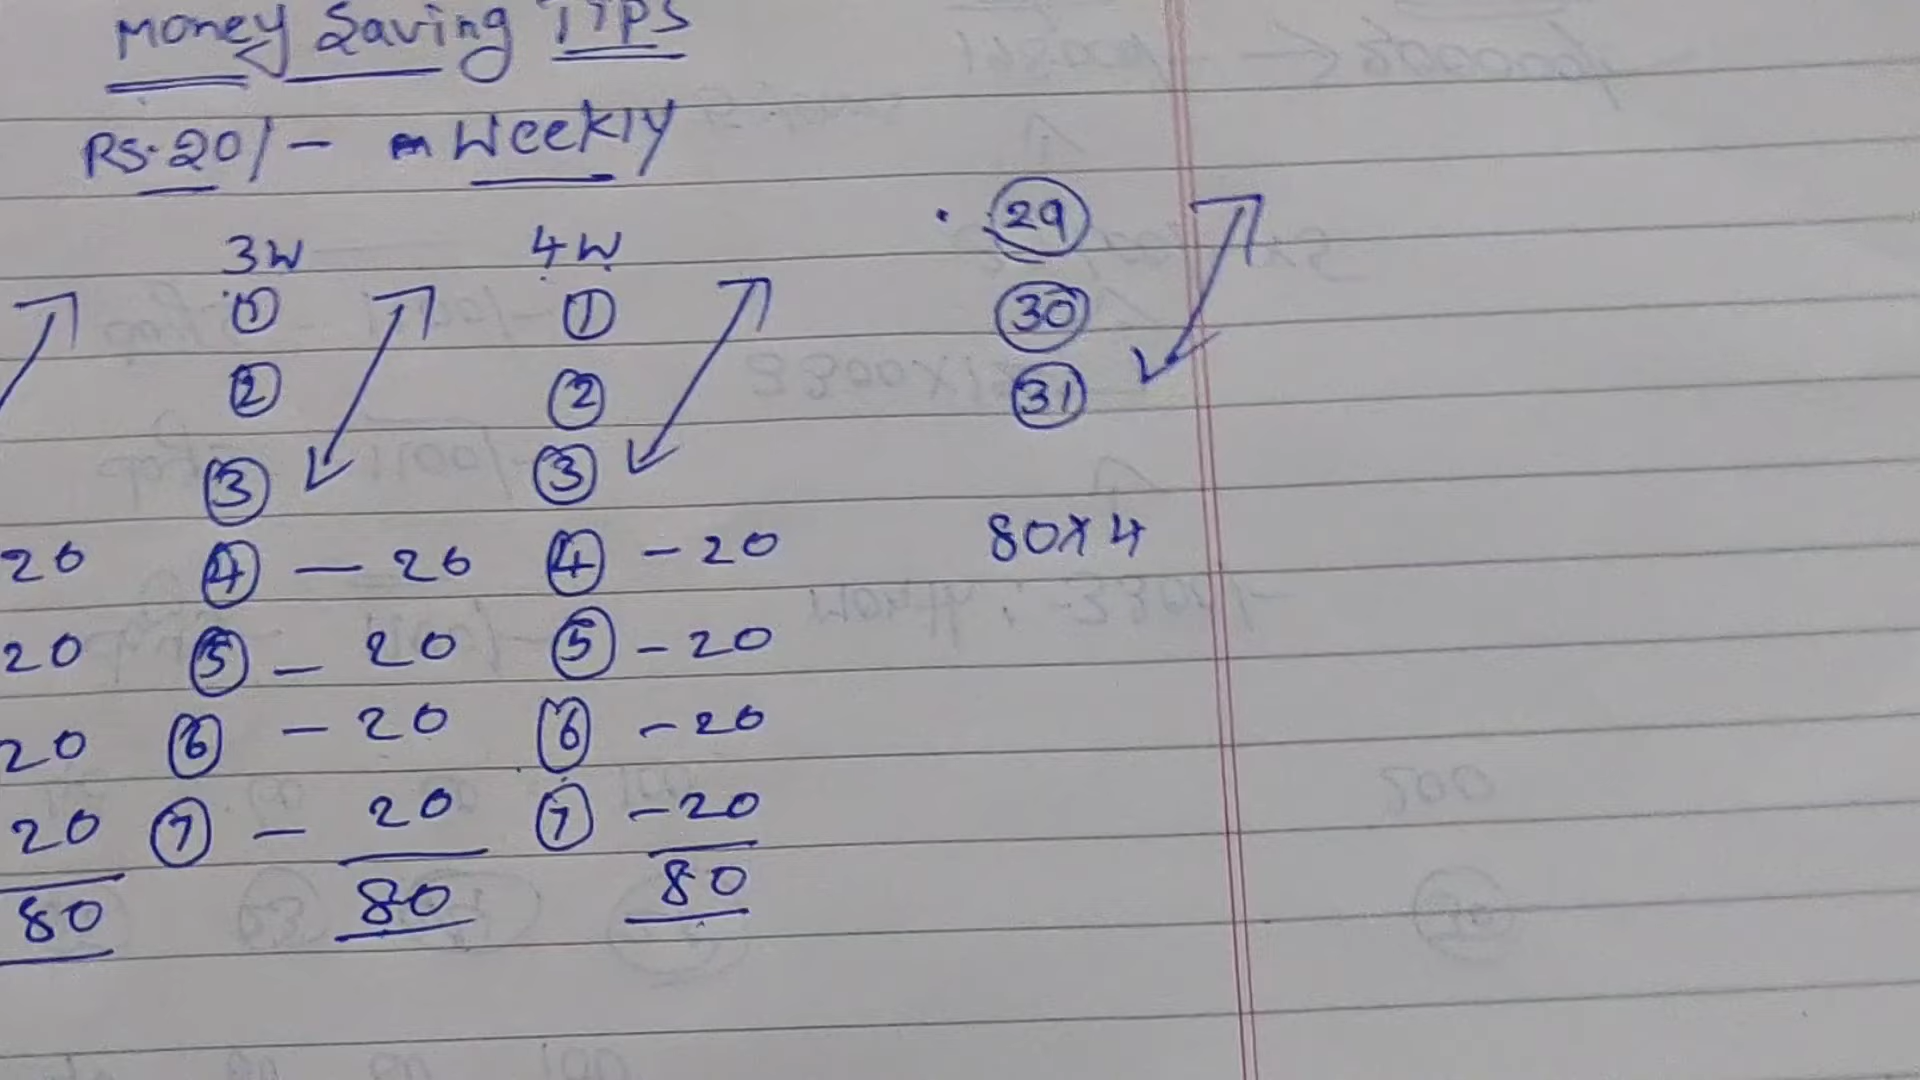 Money Saving TIPS
RS.20/- Weekly
3W 4W 29
① ① 30
② ② 31
③ ③
20 ④ - 20 ④ - 20 80x4
20 ⑤ - 20 ⑤ - 20
20 ⑥ - 20 ⑥ - 20
20 ⑦ - 20 ⑦ - 20
80 80 80